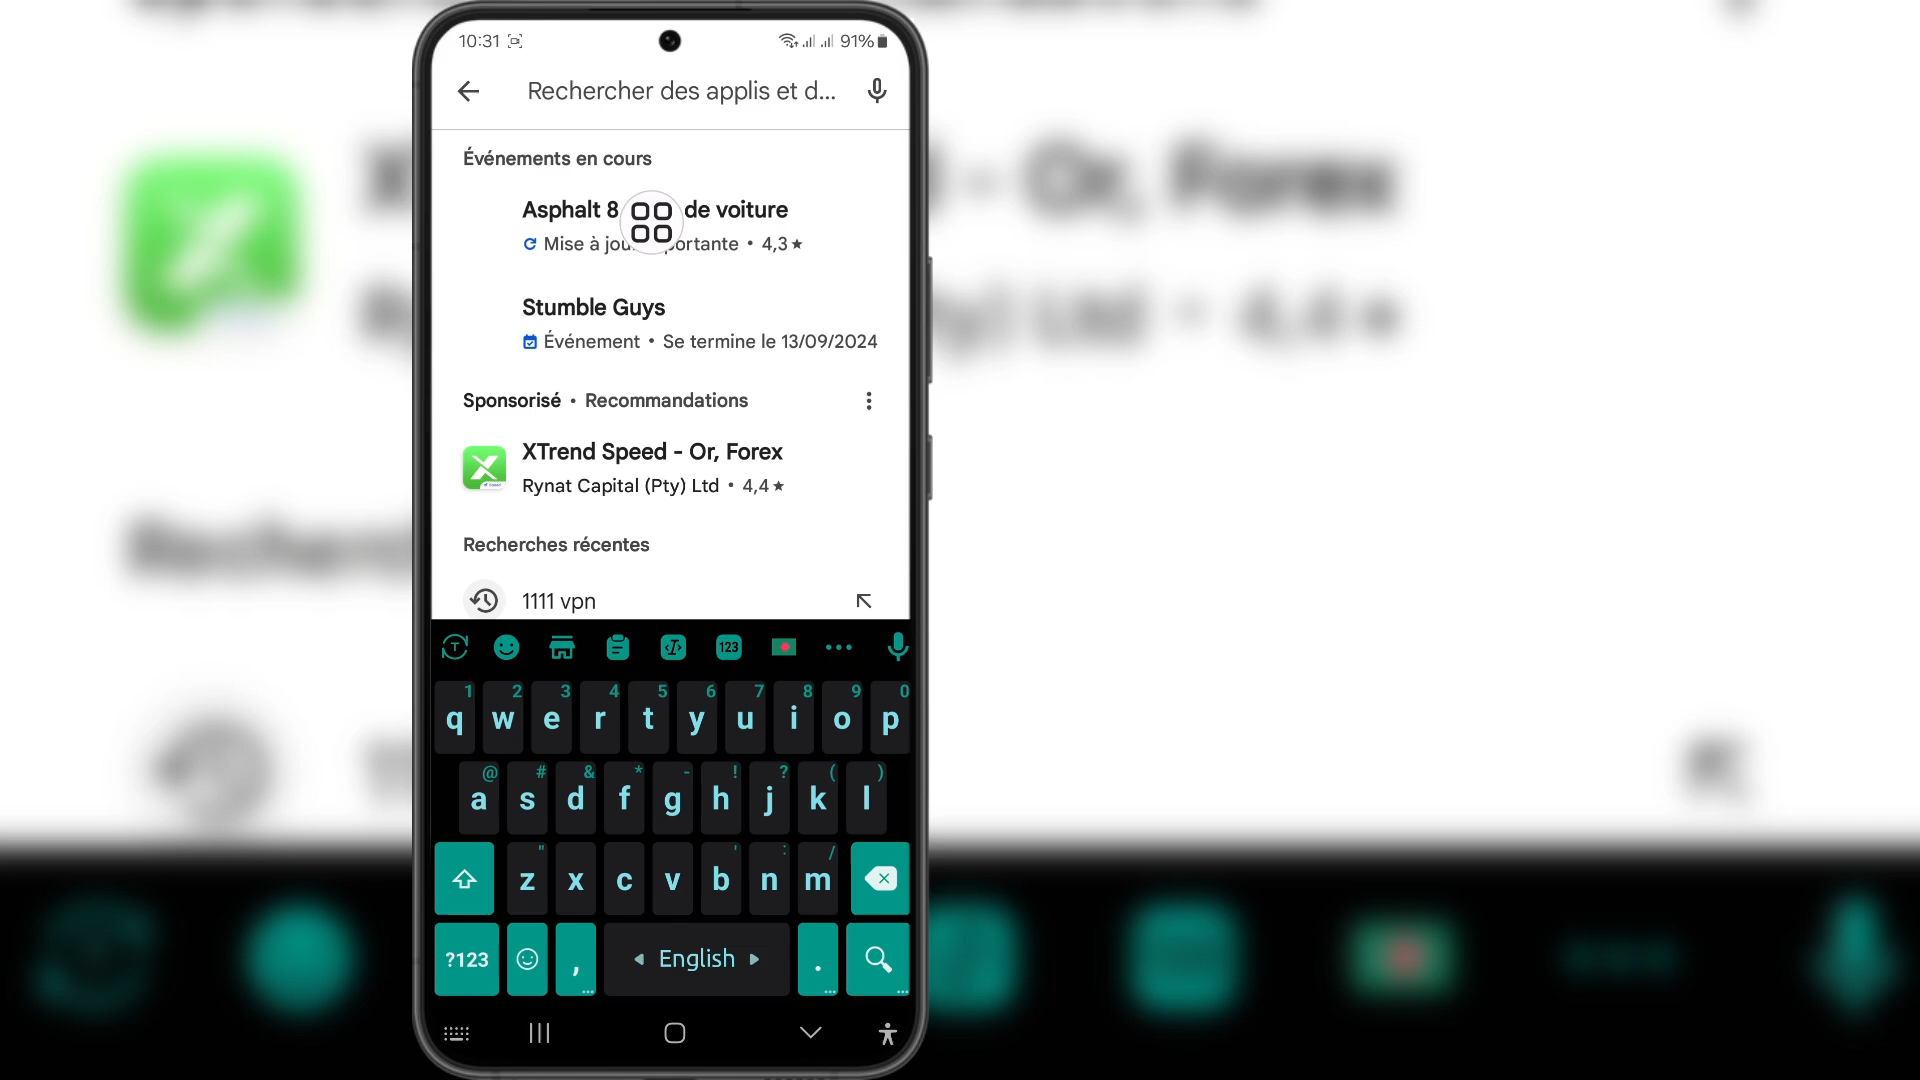 10:31 91%
Rechercher des applis et d...
Événements en cours
Asphalt 8 de voiture
Mise à jou ortante • 4,3★
Stumble Guys
Événement • Se termine le 13/09/2024
Sponsorisé • Recommandations
XTrend Speed - Or, Forex
Rynat Capital (Pty) Ltd • 4,4★
Recherches récentes
1111 vpn
T 123
1 2 3 4 5 6 7 8 9 0
q w e r t y u i o p
@ # & * - ! ? ( )
a s d f g h j k l
" ' : /
z x c v b n m
?123 , English .